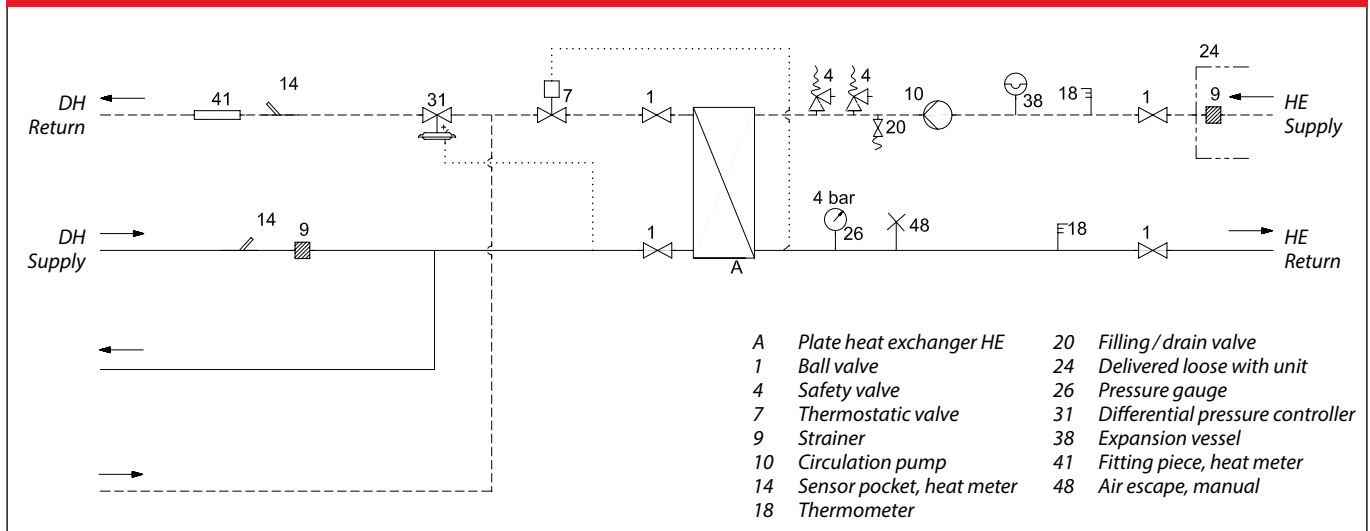 24
14
41
31
7
1
4
4
10
38
18
1
9
DH
Return
HE
Supply
20
4 bar
14
9
1
26
48
18
1
DH
Supply
HE
Return
A
A Plate heat exchanger HE
1 Ball valve
4 Safety valve
7 Thermostatic valve
9 Strainer
10 Circulation pump
14 Sensor pocket, heat meter
18 Thermometer
20 Filling / drain valve
24 Delivered loose with unit
26 Pressure gauge
31 Differential pressure controller
38 Expansion vessel
41 Fitting piece, heat meter
48 Air escape, manual